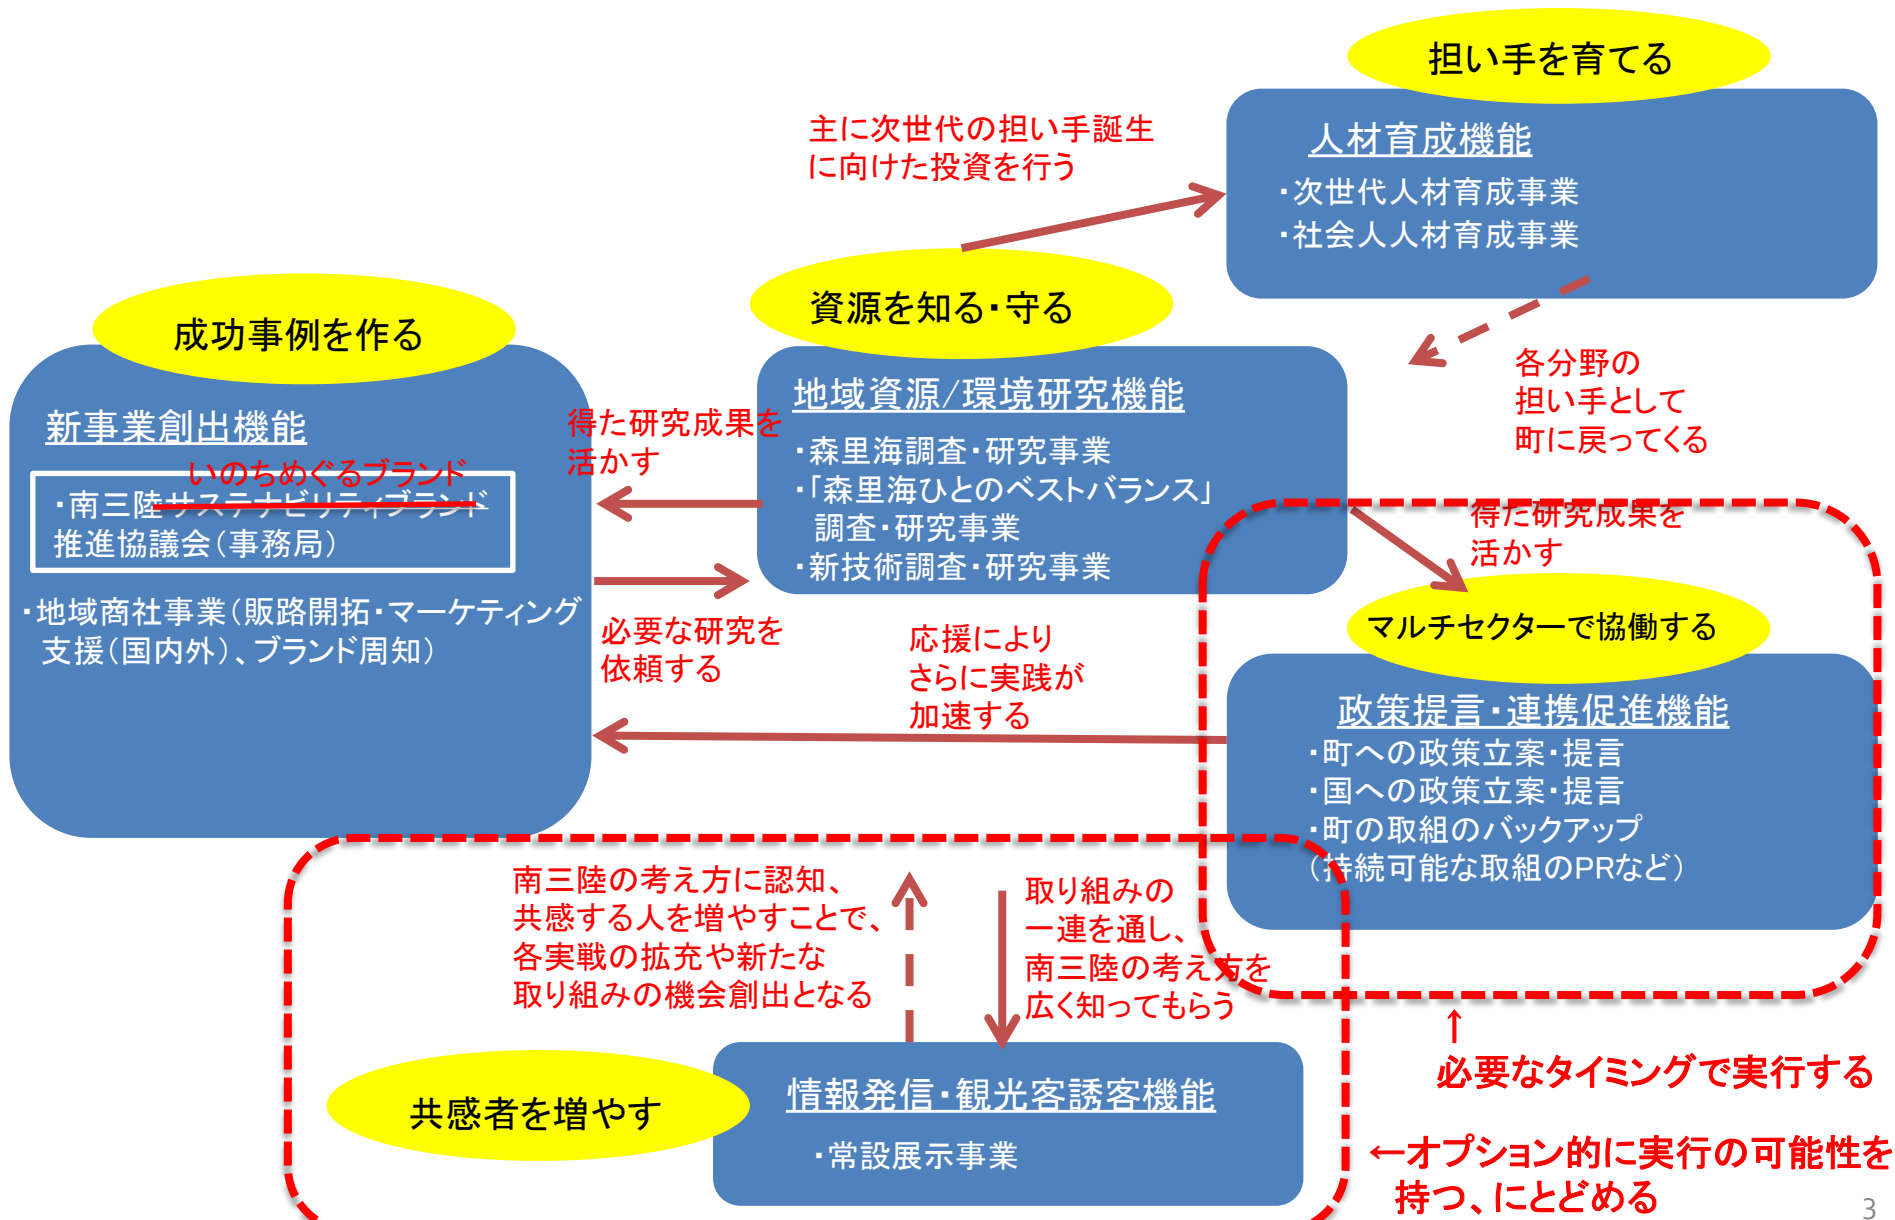 担い手を育てる
人材育成機能
・次世代人材育成事業
・社会人人材育成事業
主に次世代の担い手誕生
に向けた投資を行う
資源を知る・守る
地域資源/環境研究機能
・森里海調査・研究事業
・「森里海ひとのベストバランス」
調査・研究事業
・新技術調査・研究事業
各分野の
担い手として
町に戻ってくる
成功事例を作る
新事業創出機能
いのちめぐるブランド
・南三陸サステナビリティブランド
推進協議会（事務局）
・地域商社事業（販路開拓・マーケティング
支援（国内外）、ブランド周知）
得た研究成果を
活かす
必要な研究を
依頼する
応援により
さらに実践が
加速する
得た研究成果を
活かす
マルチセクターで協働する
政策提言・連携促進機能
・町への政策立案・提言
・国への政策立案・提言
・町の取組のバックアップ
（持続可能な取組のPRなど）
南三陸の考え方に認知、
共感する人を増やすことで、
各実戦の拡充や新たな
取り組みの機会創出となる
取り組みの
一連を通し、
南三陸の考え方を
広く知ってもらう
↑
必要なタイミングで実行する
共感者を増やす
情報発信・観光客誘客機能
・常設展示事業
←オプション的に実行の可能性を
持つ、にとどめる
3